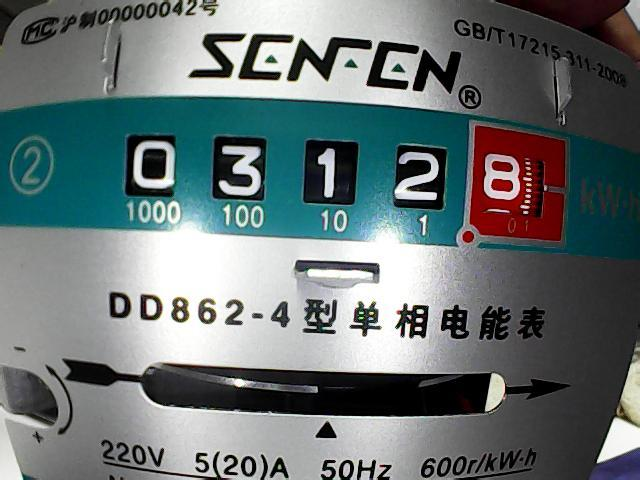 MC 沪制00000042号
GB/T17215.311-2008
SENFEN®
② 0 3 1 2 8 kW·h
1000 100 10 1 0.1
DD862-4型单相电能表
- +
220V 5(20)A 50Hz 600r/kW·h